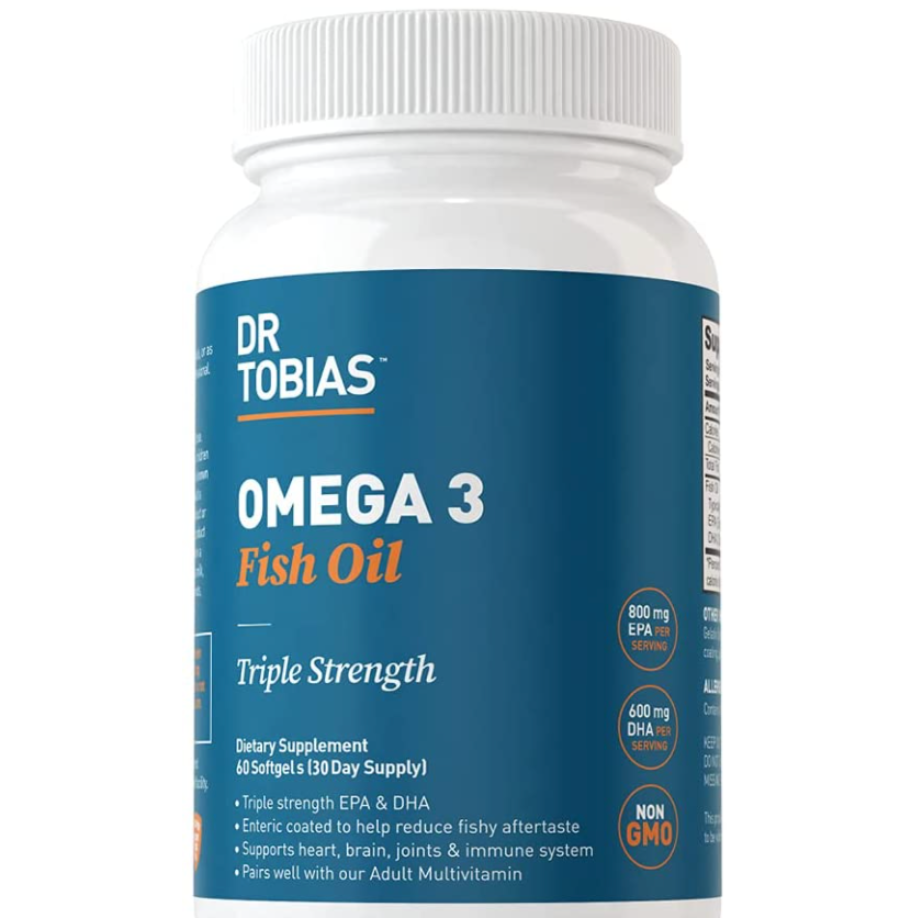 DR
TOBIAS™
OMEGA 3
Fish Oil
Triple Strength
Dietary Supplement
60 Softgels (30 Day Supply)
• Triple strength EPA & DHA
• Enteric coated to help reduce fishy aftertaste
• Supports heart, brain, joints & immune system
• Pairs well with our Adult Multivitamin
800 mg
EPA PER
SERVING
600 mg
DHA PER
SERVING
NON
GMO